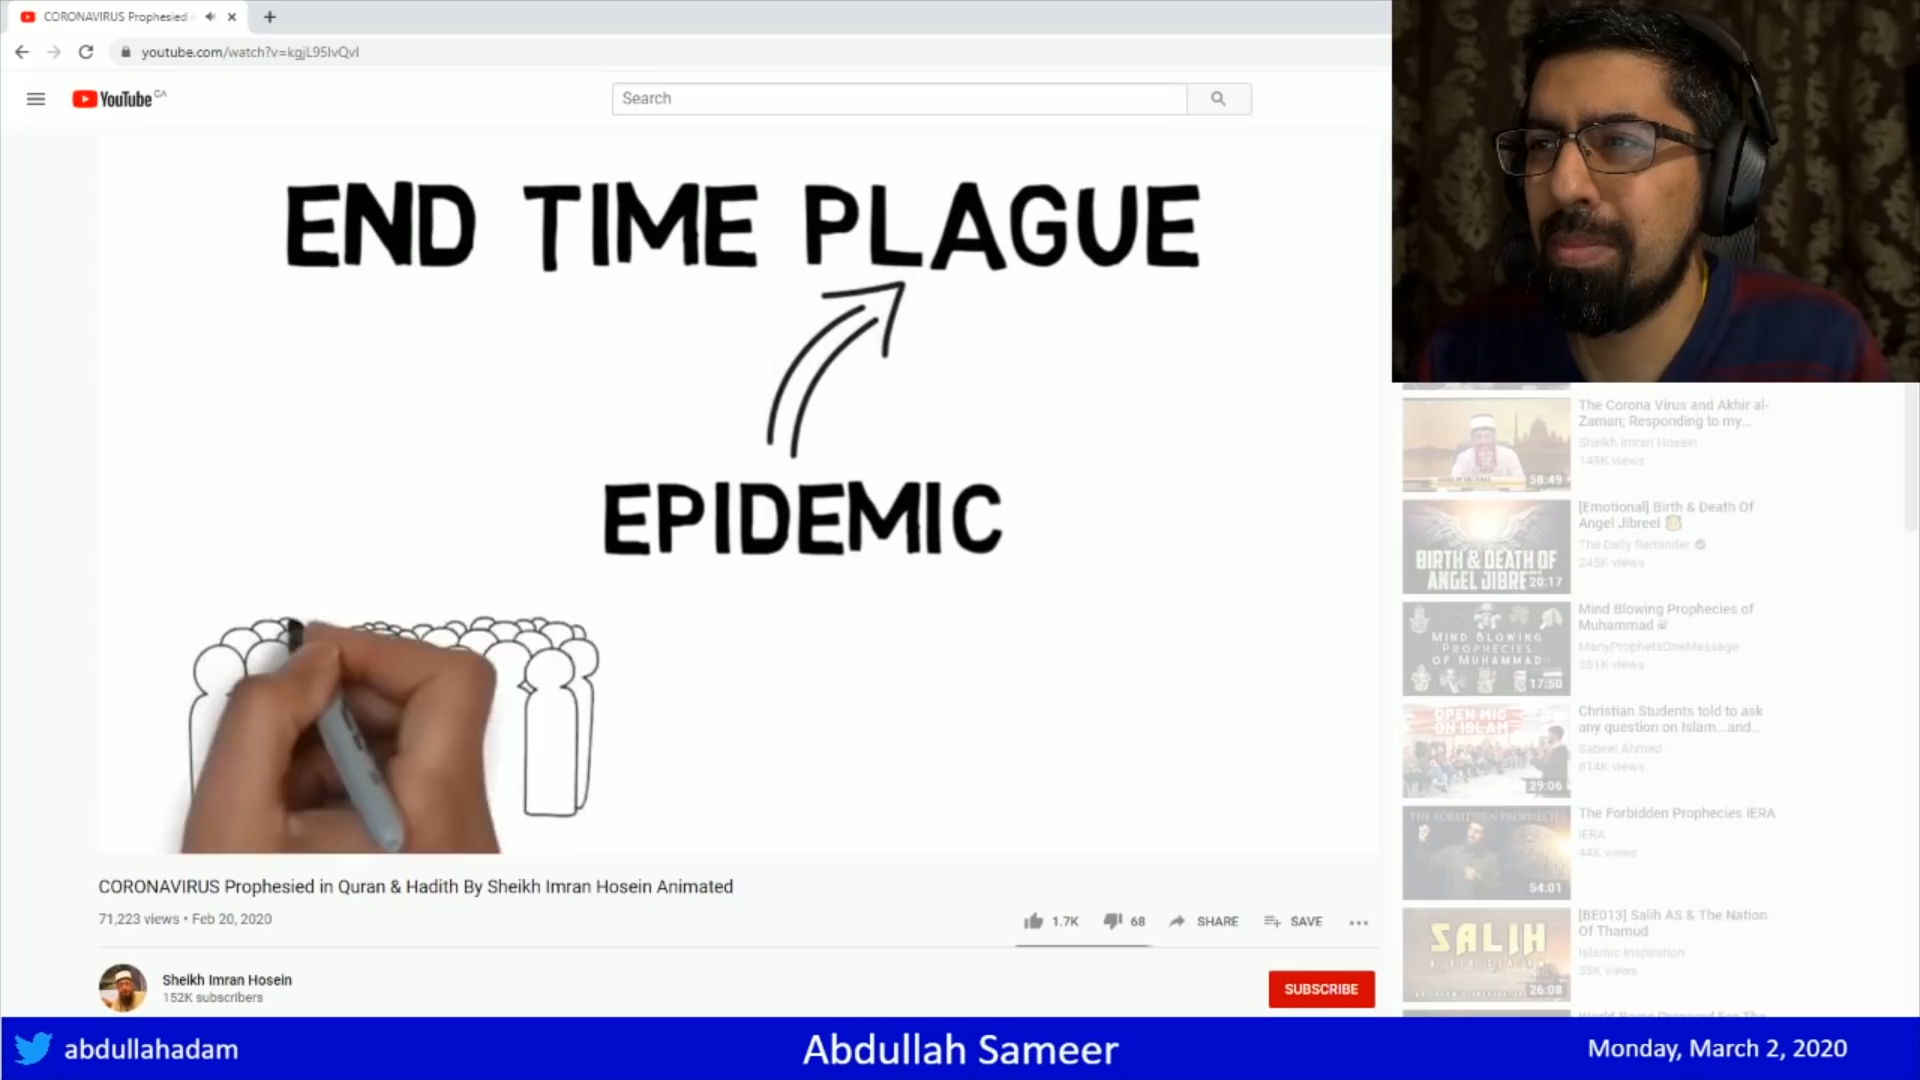 CORONAVIRUS Prophesied
youtube.com/watch?v=kgjL95IvQvI
YouTube CA
Search
END TIME PLAGUE
EPIDEMIC
CORONAVIRUS Prophesied in Quran & Hadith By Sheikh Imran Hosein Animated
71,223 views • Feb 20, 2020
1.7K
68
SHARE
SAVE
Sheikh Imran Hosein
152K subscribers
SUBSCRIBE
The Corona Virus and Akhir al-
Zaman; Responding to my...
Sheikh Imran Hosein
149K views
58:49
[Emotional] Birth & Death Of
Angel Jibreel
The Daily Reminder
245K views
BIRTH & DEATH OF
ANGEL JIBRE
20:17
Mind Blowing Prophecies of
Muhammad
ManyProphetsOneMessage
351K views
MIND BLOWING
PROPHECIES
OF MUHAMMAD
17:50
Christian Students told to ask
any question on Islam...and...
Sabeel Ahmed
814K views
OPEN MIC
ON ISLAM
29:06
The Forbidden Prophecies iERA
iERA
44K views
THE FORBIDDEN PROPHECIES
54:01
[BE013] Salih AS & The Nation
Of Thamud
Islamic Inspiration
35K views
SALIH
26:08
abdullahadam
Abdullah Sameer
Monday, March 2, 2020